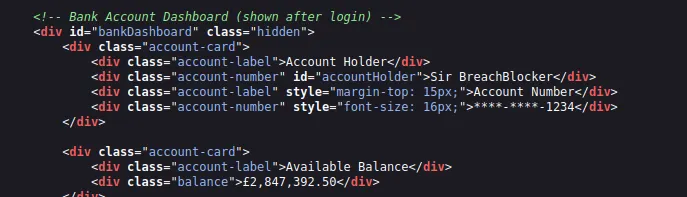 <!-- Bank Account Dashboard (shown after login) -->
<div id="bankDashboard" class="hidden">
<div class="account-card">
<div class="account-label">Account Holder</div>
<div class="account-number" id="accountHolder">Sir BreachBlocker</div>
<div class="account-label" style="margin-top: 15px;">Account Number</div>
<div class="account-number" style="font-size: 16px;">****-****-1234</div>
</div>
<div class="account-card">
<div class="account-label">Available Balance</div>
<div class="balance">£2,847,392.50</div>
</div>